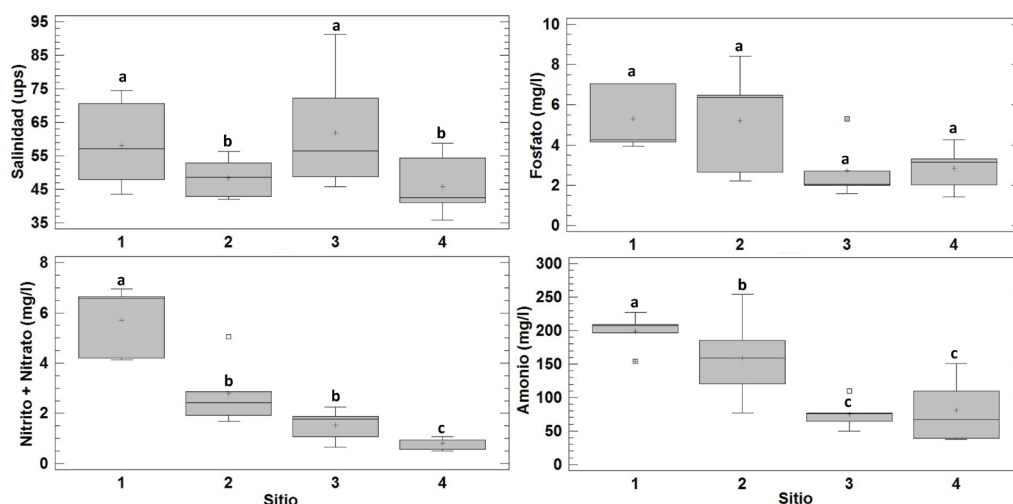 Salinidad (ups)
95
85
75
65
55
45
35
a
b
a
b
1 2 3 4
Fosfato (mg/l)
10
8
6
4
2
0
a
a
a
a
1 2 3 4
Nitrito + Nitrato (mg/l)
8
6
4
2
0
a
b
b
c
1 2 3 4
Sitio
Amonio (mg/l)
300
250
200
150
100
50
0
a
b
c
c
1 2 3 4
Sitio